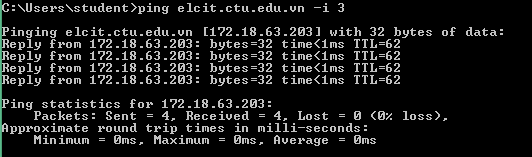 C:\Users\student>ping elcit.ctu.edu.vn -i 3
Pinging elcit.ctu.edu.vn [172.18.63.203] with 32 bytes of data:
Reply from 172.18.63.203: bytes=32 time<1ms TTL=62
Reply from 172.18.63.203: bytes=32 time<1ms TTL=62
Reply from 172.18.63.203: bytes=32 time<1ms TTL=62
Reply from 172.18.63.203: bytes=32 time<1ms TTL=62
Ping statistics for 172.18.63.203:
Packets: Sent = 4, Received = 4, Lost = 0 (0% loss),
Approximate round trip times in milli-seconds:
Minimum = 0ms, Maximum = 0ms, Average = 0ms